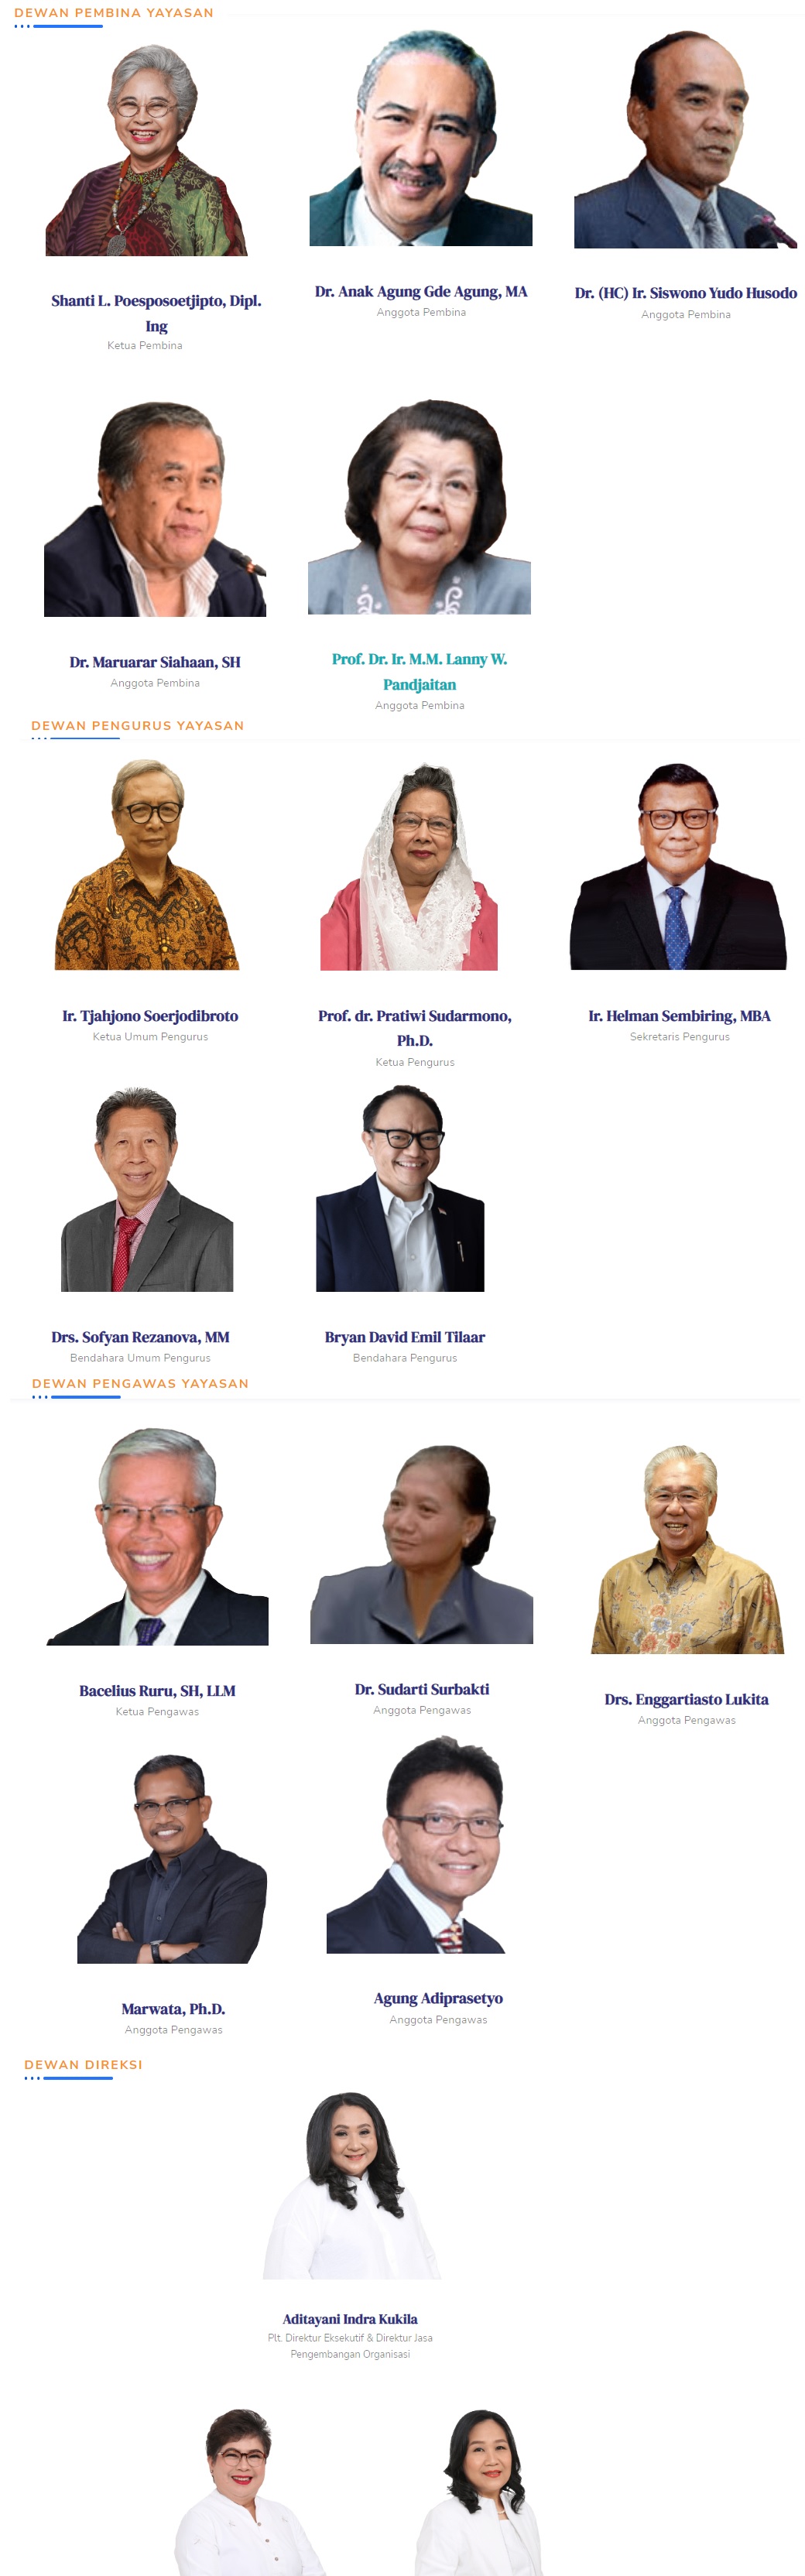 DEWAN PEMBINA YAYASAN
Shanti L. Poesposoetjipto, Dipl.
Ing
Ketua Pembina
Dr. Anak Agung Gde Agung, MA
Anggota Pembina
Dr. (HC) Ir. Siswono Yudo Husodo
Anggota Pembina
Dr. Maruarar Siahaan, SH
Anggota Pembina
Prof. Dr. Ir. M.M. Lanny W.
Pandjaitan
Anggota Pembina
DEWAN PENGURUS YAYASAN
Ir. Tjahjono Soerjodibroto
Ketua Umum Pengurus
Prof. dr. Pratiwi Sudarmono,
Ph.D.
Ketua Pengurus
Ir. Helman Sembiring, MBA
Sekretaris Pengurus
Drs. Sofyan Rezanova, MM
Bendahara Umum Pengurus
Bryan David Emil Tilaar
Bendahara Pengurus
DEWAN PENGAWAS YAYASAN
Bacelius Ruru, SH, LLM
Ketua Pengawas
Dr. Sudarti Surbakti
Anggota Pengawas
Drs. Enggartiasto Lukita
Anggota Pengawas
Marwata, Ph.D.
Anggota Pengawas
Agung Adiprasetyo
Anggota Pengawas
DEWAN DIREKSI
Aditayani Indra Kukila
Plt. Direktur Eksekutif & Direktur Jasa
Pengembangan Organisasi